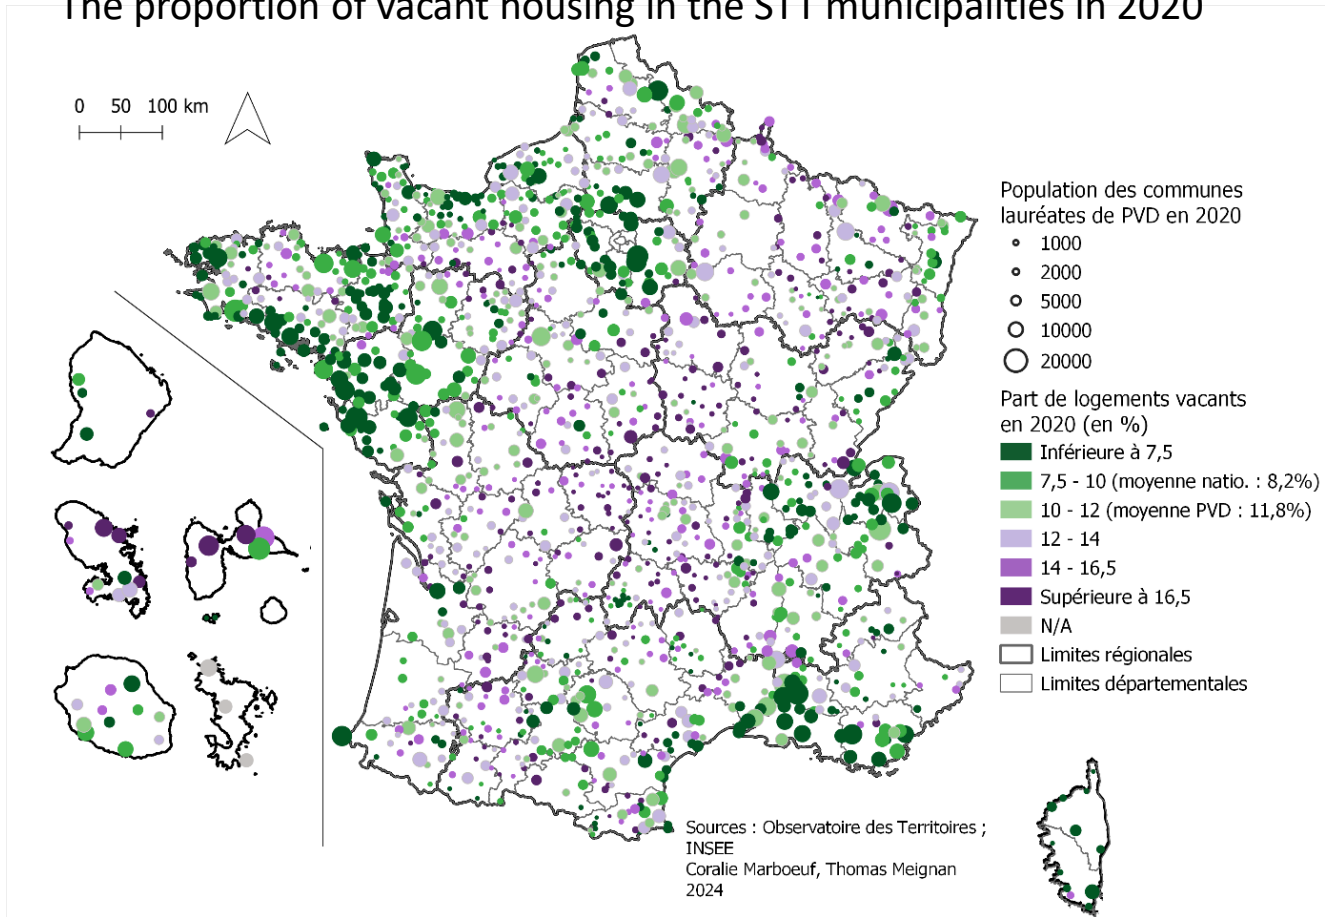 The proportion of vacant housing in the STT municipalities in 2020
0 50 100 km
Population des communes
lauréates de PVD en 2020
1000
2000
5000
10000
20000
Part de logements vacants
en 2020 (en %)
Inférieure à 7,5
7,5 - 10 (moyenne natio. : 8,2%)
10 - 12 (moyenne PVD : 11,8%)
12 - 14
14 - 16,5
Supérieure à 16,5
N/A
Limites régionales
Limites départementales
Sources : Observatoire des Territoires ;
INSEE
Coralie Marboeuf, Thomas Meignan
2024